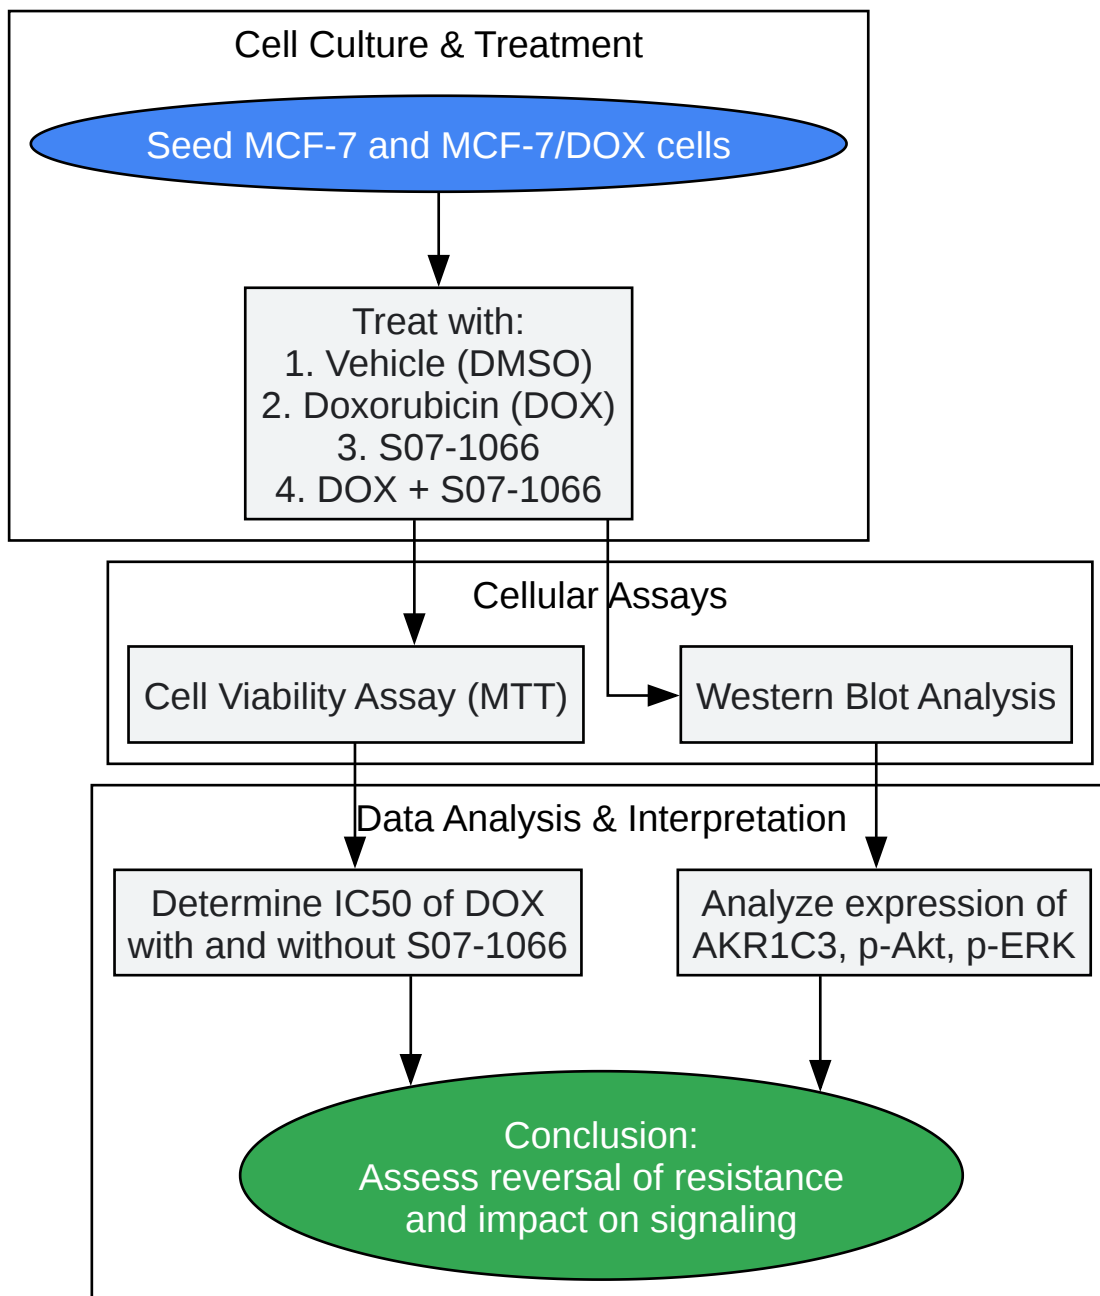 Cell Culture & Treatment
Seed MCF-7 and MCF-7/DOX cells
Treat with:
1. Vehicle (DMSO)
2. Doxorubicin (DOX)
3. S07-1066
4. DOX + S07-1066
Cellular Assays
Cell Viability Assay (MTT)
Western Blot Analysis
Data Analysis & Interpretation
Determine IC50 of DOX
with and without S07-1066
Analyze expression of
AKR1C3, p-Akt, p-ERK
Conclusion:
Assess reversal of resistance
and impact on signaling